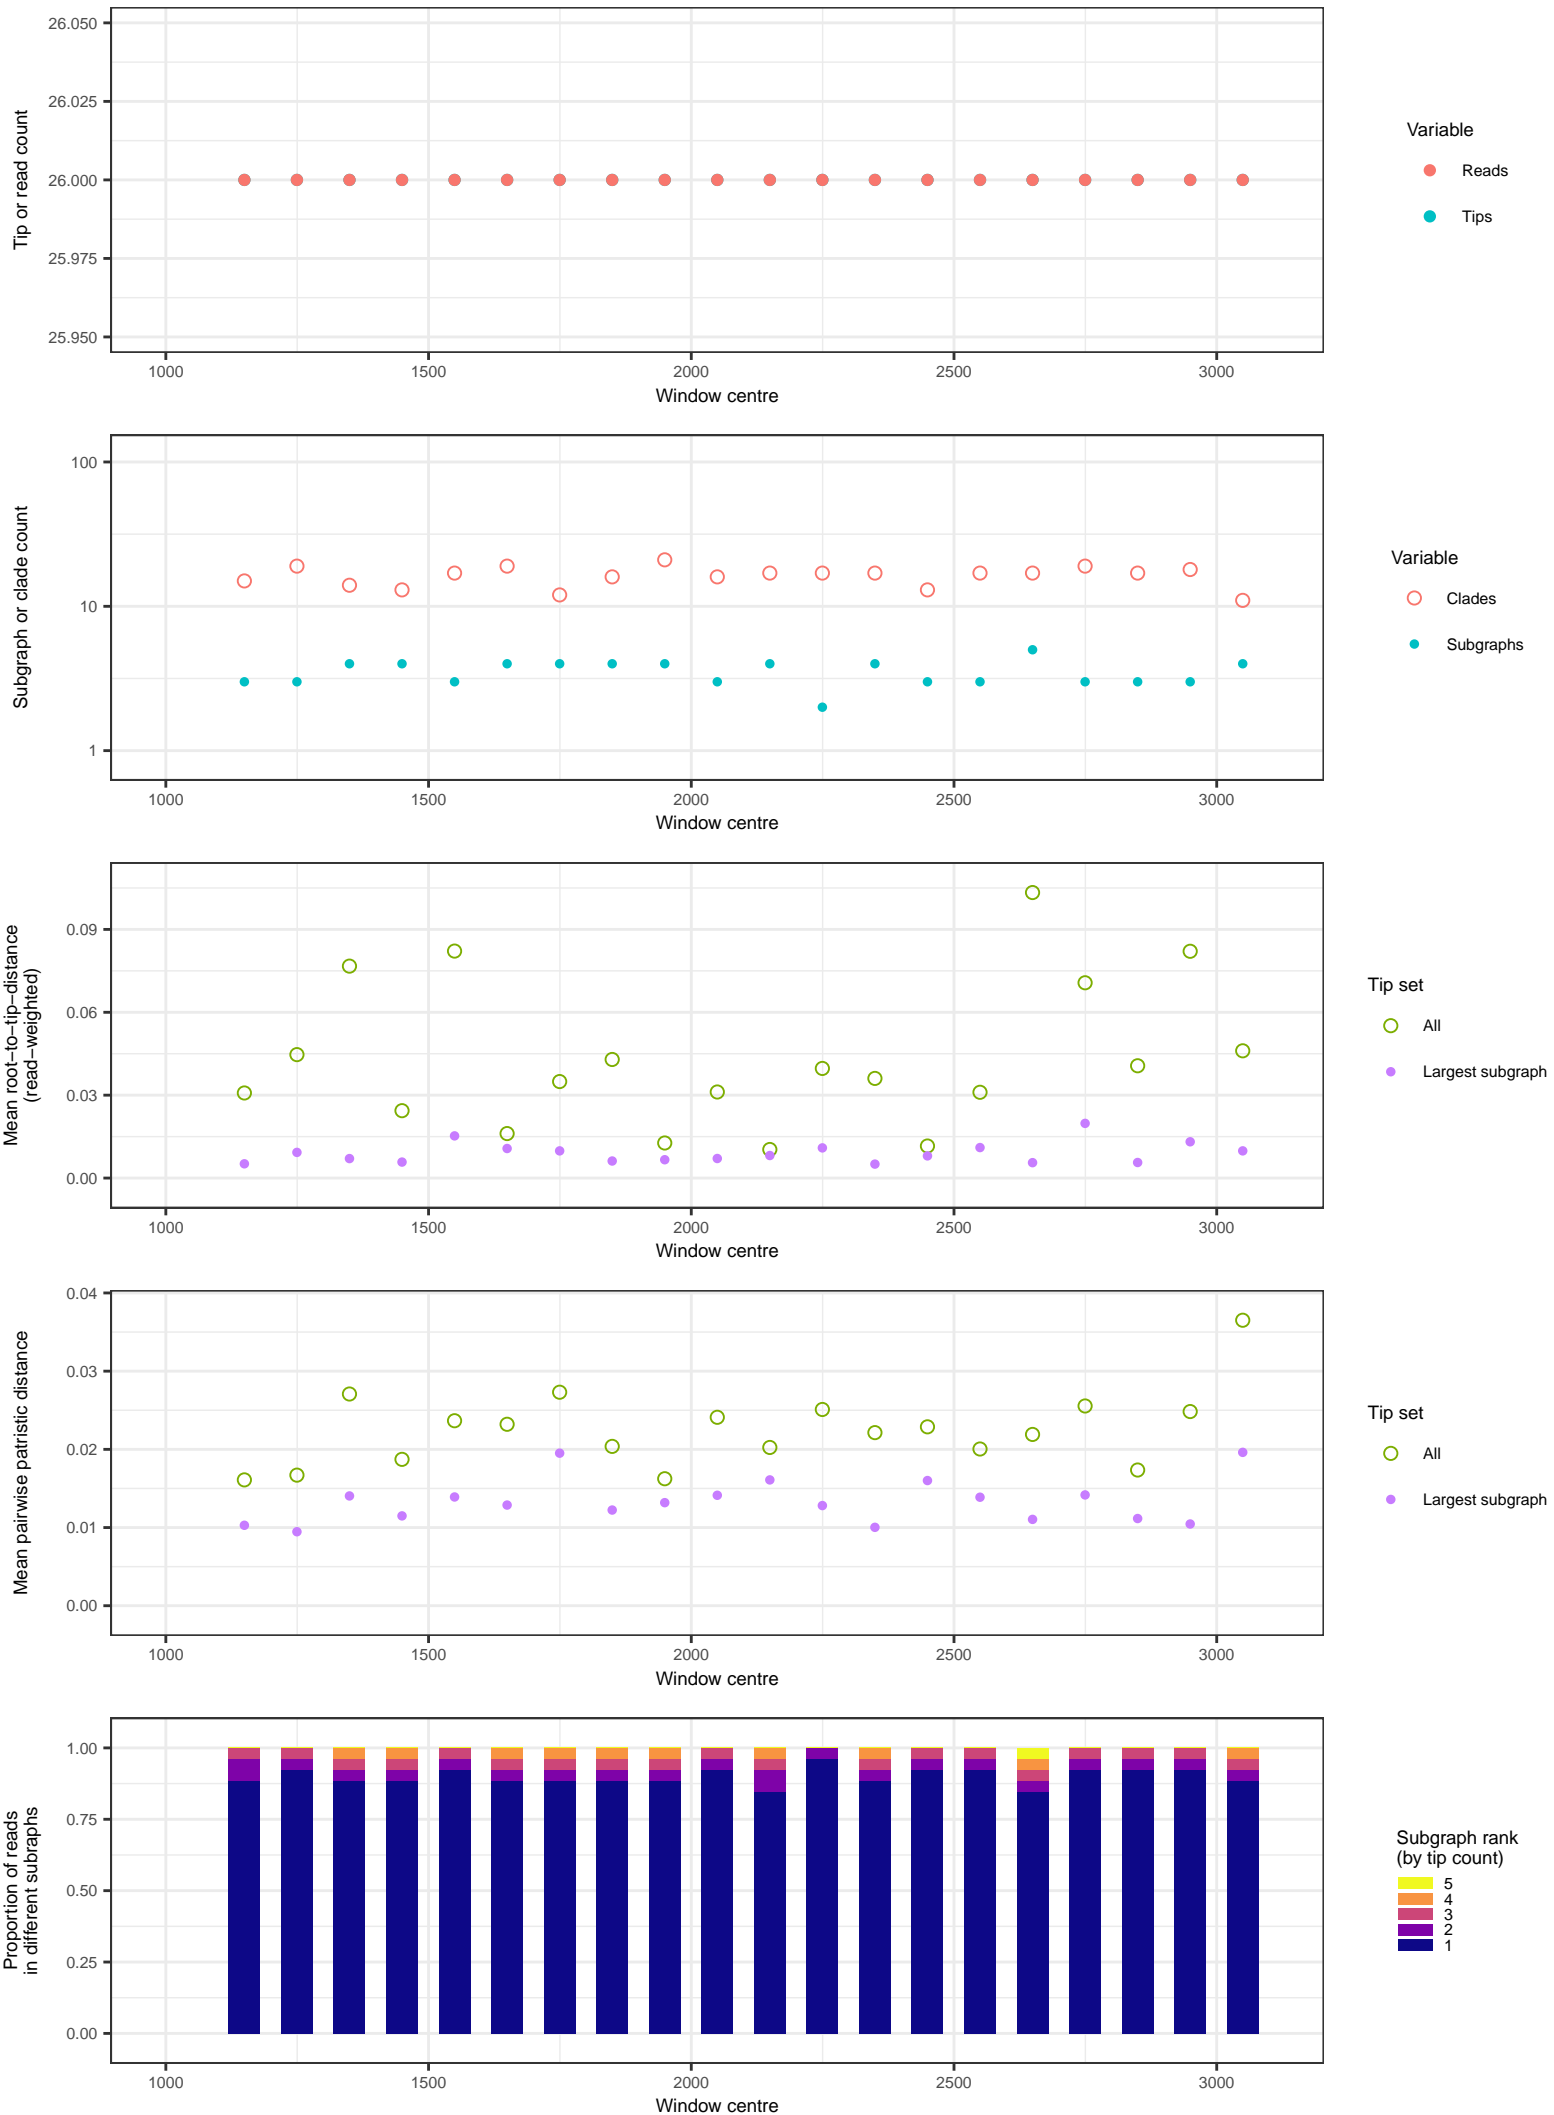 26.050
26.025
26.000
25.975
25.950
Tip or read count
1000 1500 2000 2500 3000
Window centre
Variable
Reads
Tips
100
10
1
Subgraph or clade count
1000 1500 2000 2500 3000
Window centre
Variable
Clades
Subgraphs
0.09
0.06
0.03
0.00
Mean root−to−tip−distance
(read−weighted)
1000 1500 2000 2500 3000
Window centre
Tip set
All
Largest subgraph
0.04
0.03
0.02
0.01
0.00
Mean pairwise patristic distance
1000 1500 2000 2500 3000
Window centre
Tip set
All
Largest subgraph
1.00
0.75
0.50
0.25
0.00
Proportion of reads
in different subraphs
1000 1500 2000 2500 3000
Window centre
Subgraph rank
(by tip count)
5
4
3
2
1